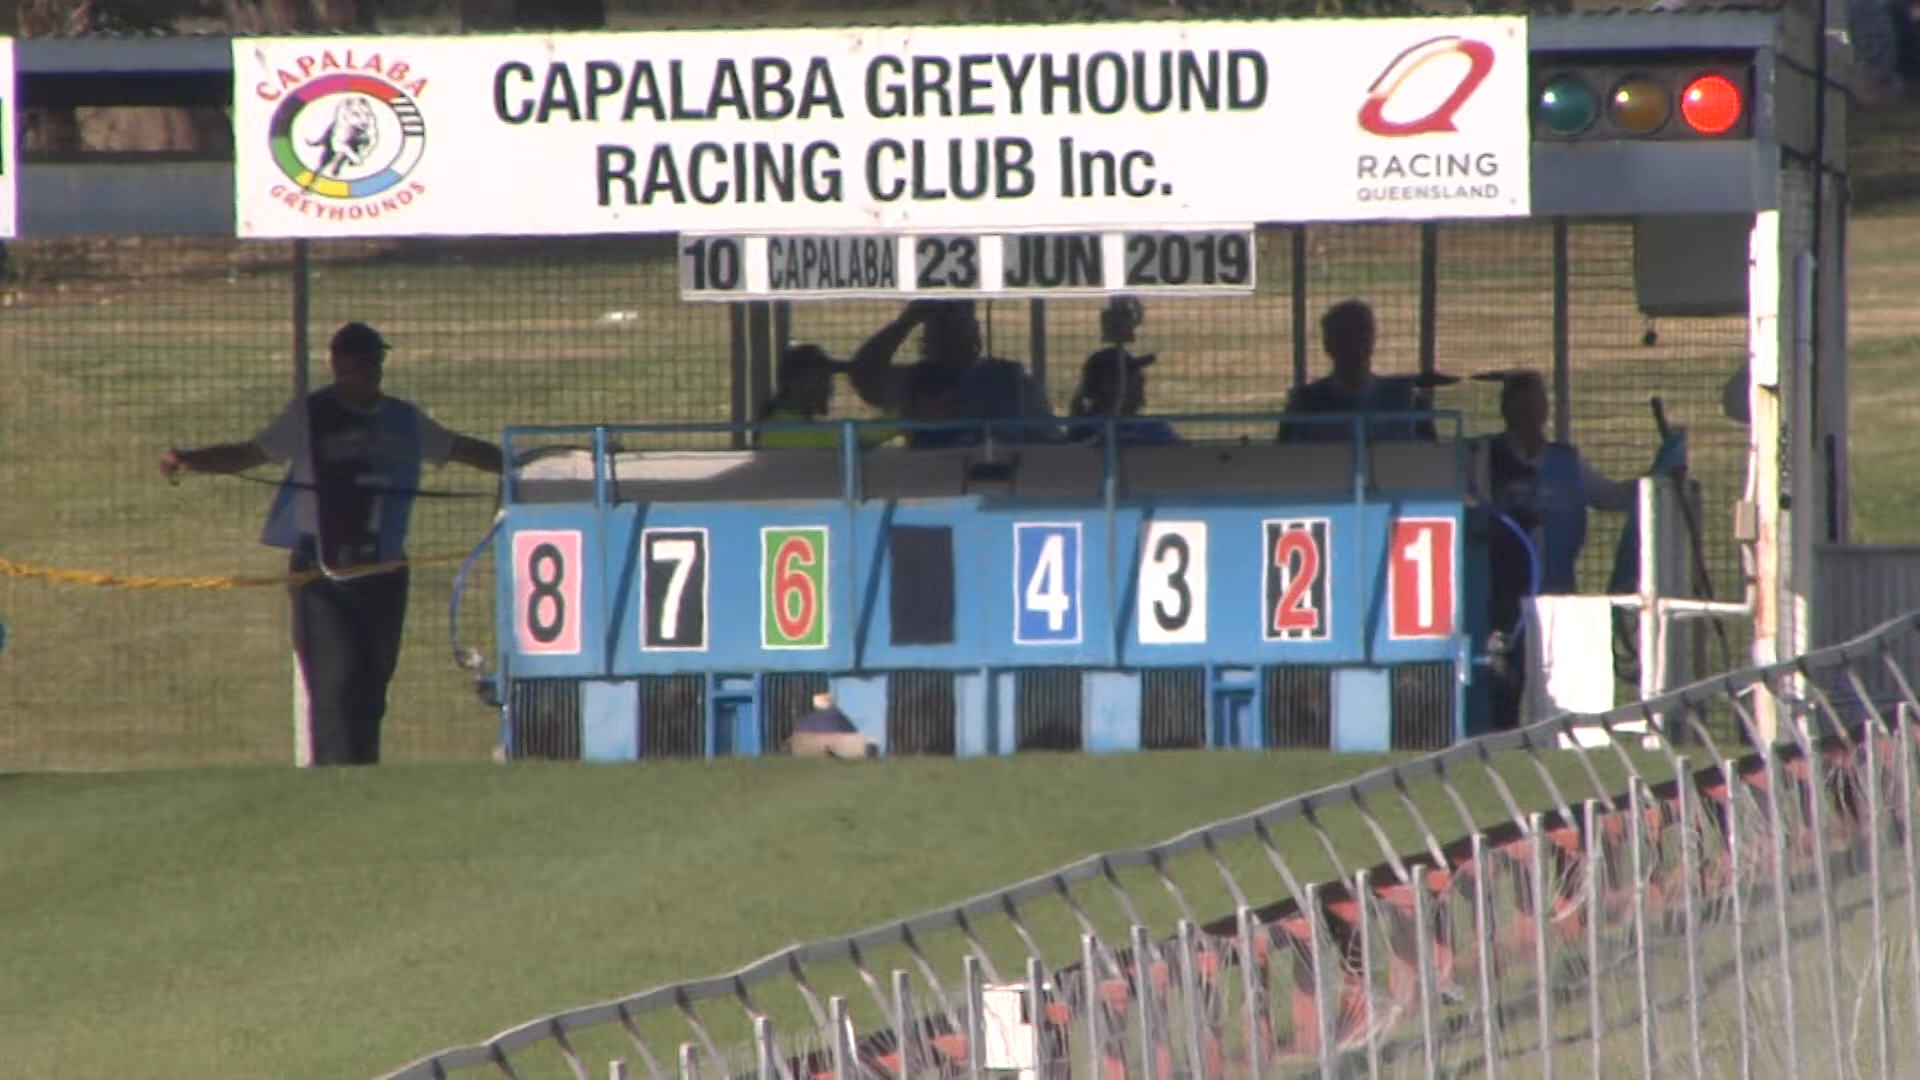 CAPALABA
GREYHOUNDS
CAPALABA GREYHOUND
RACING CLUB Inc.
RACING
QUEENSLAND
10 CAPALABA 23 JUN 2019
8 7 6 4 3 2 1